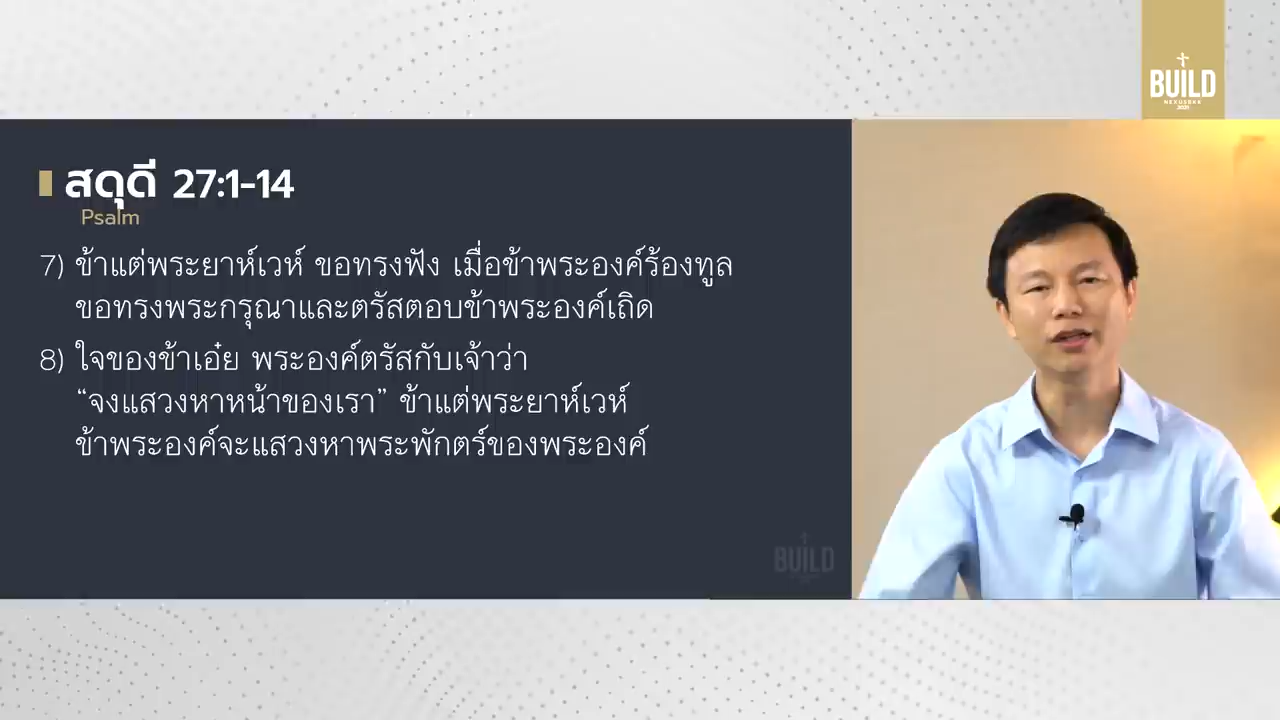 BUILD
NEXUSBKK
2021
สดุดี 27:1-14
Psalm
7) ข้าแต่พระยาห์เวห์ ขอทรงฟัง เมื่อข้าพระองค์ร้องทูล
ขอทรงพระกรุณาและตรัสตอบข้าพระองค์เถิด
8) ใจของข้าเอ๋ย พระองค์ตรัสกับเจ้าว่า
“จงแสวงหาหน้าของเรา” ข้าแต่พระยาห์เวห์
ข้าพระองค์จะแสวงหาพระพักตร์ของพระองค์
BUILD